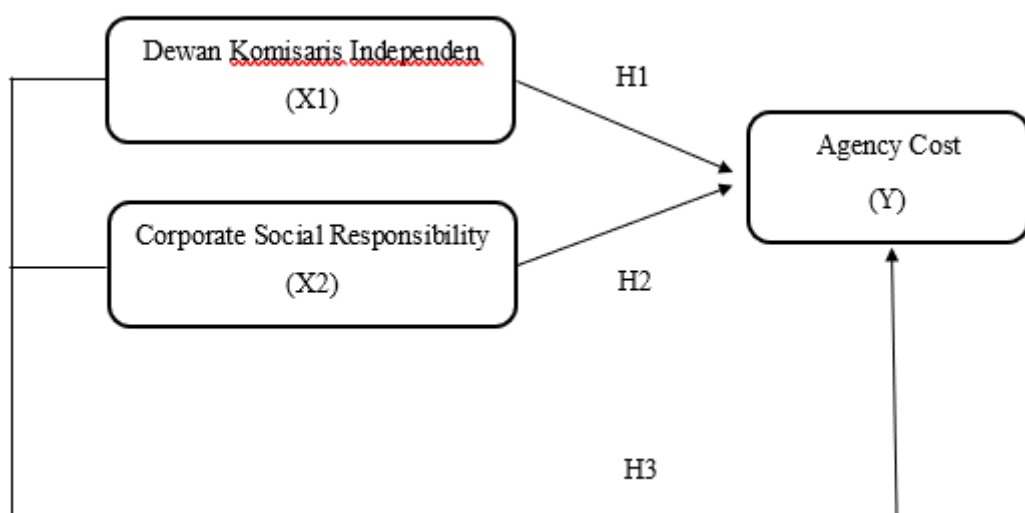 Dewan Komisaris Independen
(X1)
H1
Agency Cost
(Y)
Corporate Social Responsibility
(X2)
H2
H3